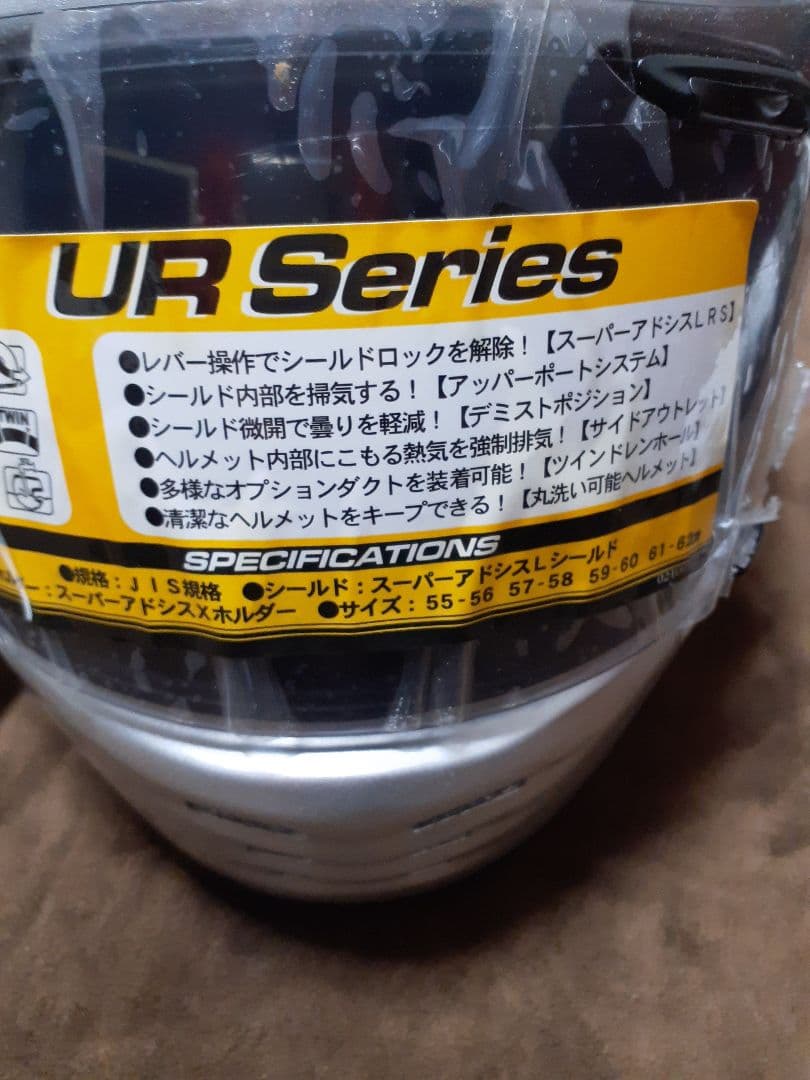 UR Series
●レバー操作でシールドロックを解除！【スーパーアドシスLRS】
●シールド内部を掃気する！【アッパーポートシステム】
●シールド微開で曇りを軽減！【デミストポジション】
●ヘルメット内部にこもる熱気を強制排気！【サイドアウトレット】
●多様なオプションダクトを装着可能！【ツインドレンホール】
●清潔なヘルメットをキープできる！【丸洗い可能ヘルメット】
TWIN
SPECIFICATIONS
●規格：JIS規格 ●シールド：スーパーアドシスLシールド
：スーパーアドシスXホルダー ●サイズ：55-56 57-58 59-60 61-62㎝